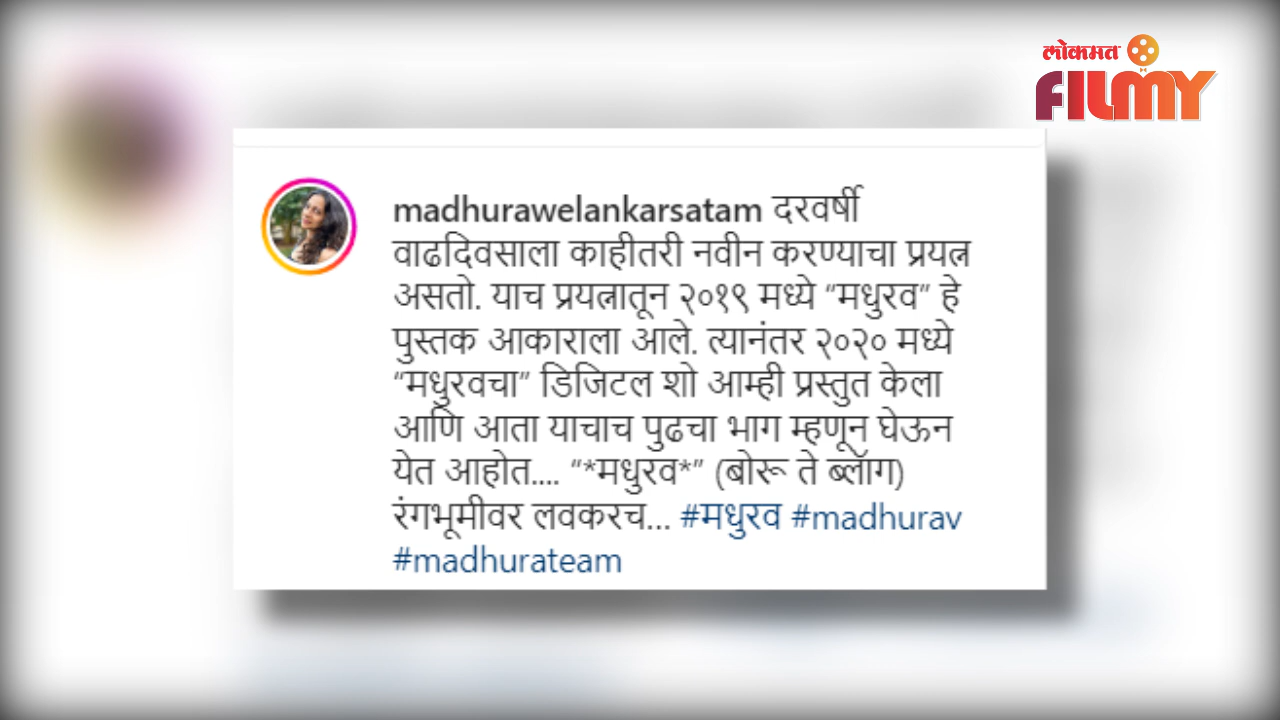 लोकमत
FILMY
madhurawelankarsatam दरवर्षी
वाढदिवसाला काहीतरी नवीन करण्याचा प्रयत्न
असतो. याच प्रयत्नातून २०१९ मध्ये “मधुरव” हे
पुस्तक आकाराला आले. त्यानंतर २०२० मध्ये
“मधुरवचा” डिजिटल शो आम्ही प्रस्तुत केला
आणि आता याचाच पुढचा भाग म्हणून घेऊन
येत आहोत.... “*मधुरव*” (बोरू ते ब्लॅाग)
रंगभूमीवर लवकरच... #मधुरव #madhurav
#madhurateam